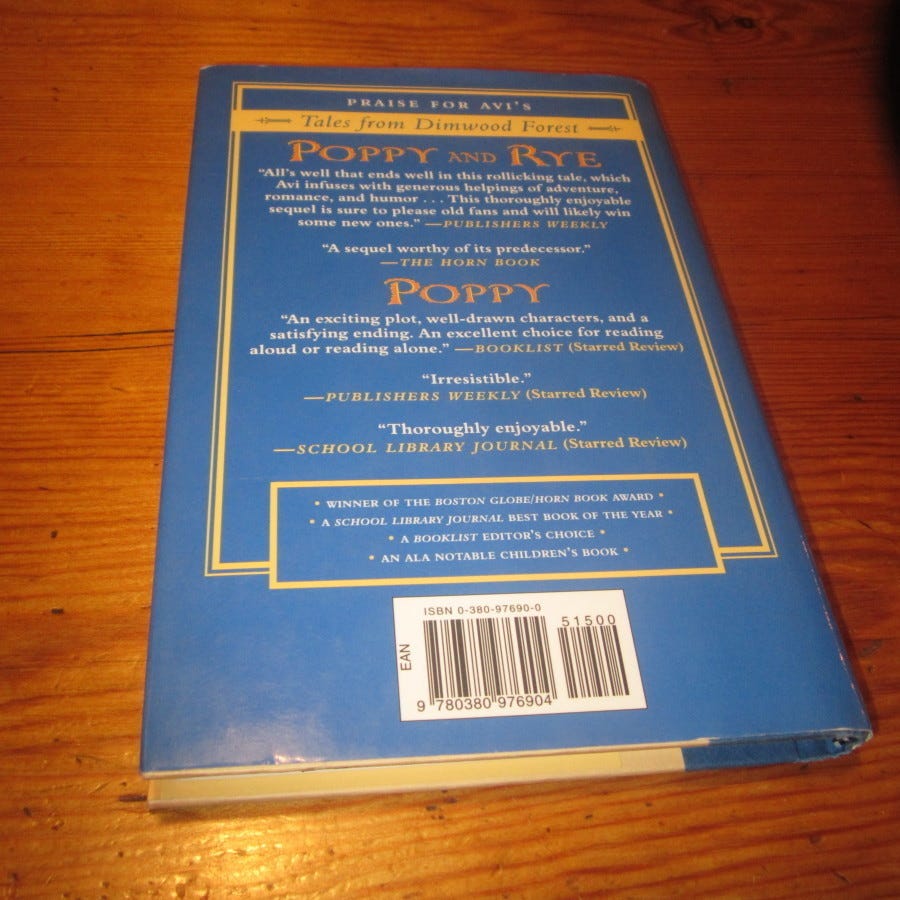 PRAISE FOR AVI'S
Tales from Dimwood Forest
POPPY AND RYE
“All's well that ends well in this rollicking tale, which
Avi infuses with generous helpings of adventure,
romance, and humor . . . This thoroughly enjoyable
sequel is sure to please old fans and will likely win
some new ones.” —PUBLISHERS WEEKLY
“A sequel worthy of its predecessor.”
—THE HORN BOOK
POPPY
“An exciting plot, well-drawn characters, and a
satisfying ending. An excellent choice for reading
aloud or reading alone.” —BOOKLIST (Starred Review)
“Irresistible.”
—PUBLISHERS WEEKLY (Starred Review)
“Thoroughly enjoyable.”
—SCHOOL LIBRARY JOURNAL (Starred Review)
• WINNER OF THE BOSTON GLOBE/HORN BOOK AWARD •
• A SCHOOL LIBRARY JOURNAL BEST BOOK OF THE YEAR •
• A BOOKLIST EDITOR'S CHOICE •
• AN ALA NOTABLE CHILDREN'S BOOK •
ISBN 0-380-97690-0
51500
EAN
9 780380 976904